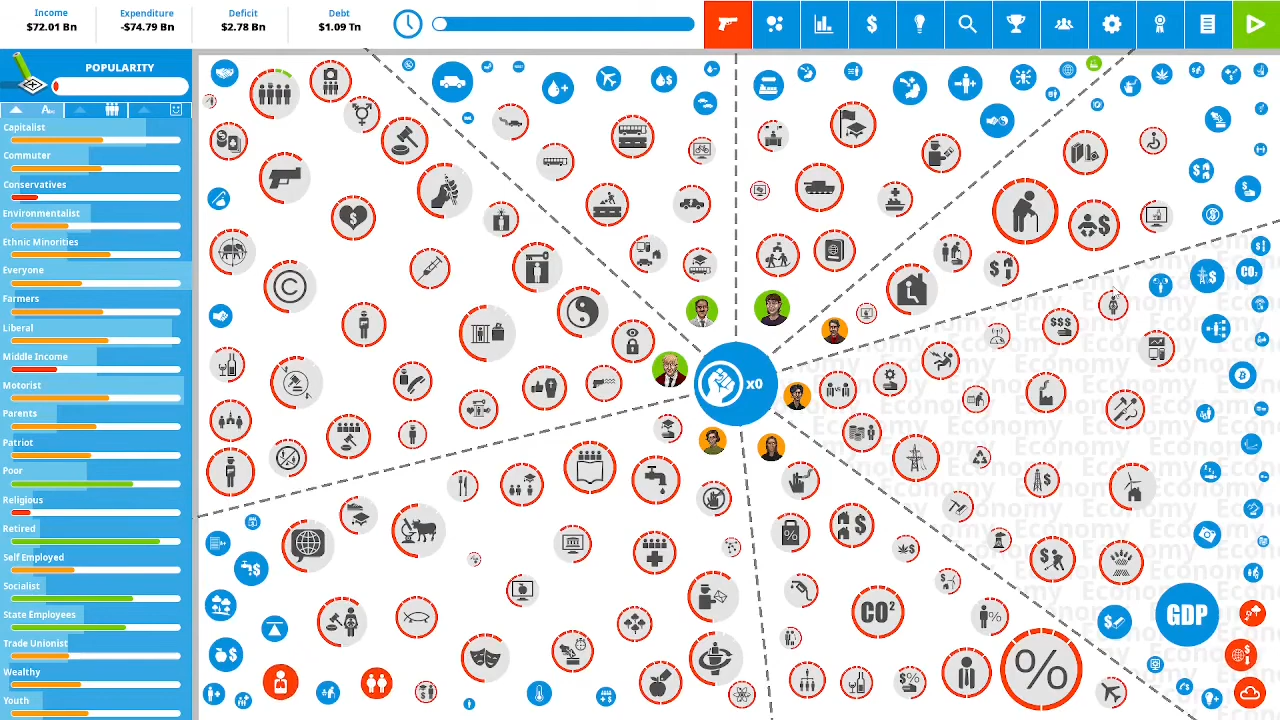 Income
Expenditure
Deficit
Debt
$72.01 Bn
-$74.79 Bn
$2.78 Bn
$1.09 Tn
POPULARITY
Capitalist
Commuter
Conservatives
Environmentalist
Ethnic Minorities
Everyone
Farmers
Liberal
Middle Income
Motorist
Parents
Patriot
Poor
Religious
Retired
Self Employed
Socialist
State Employees
Trade Unionist
Wealthy
Youth
x0
CO²
CO₂
GDP
%
Economy